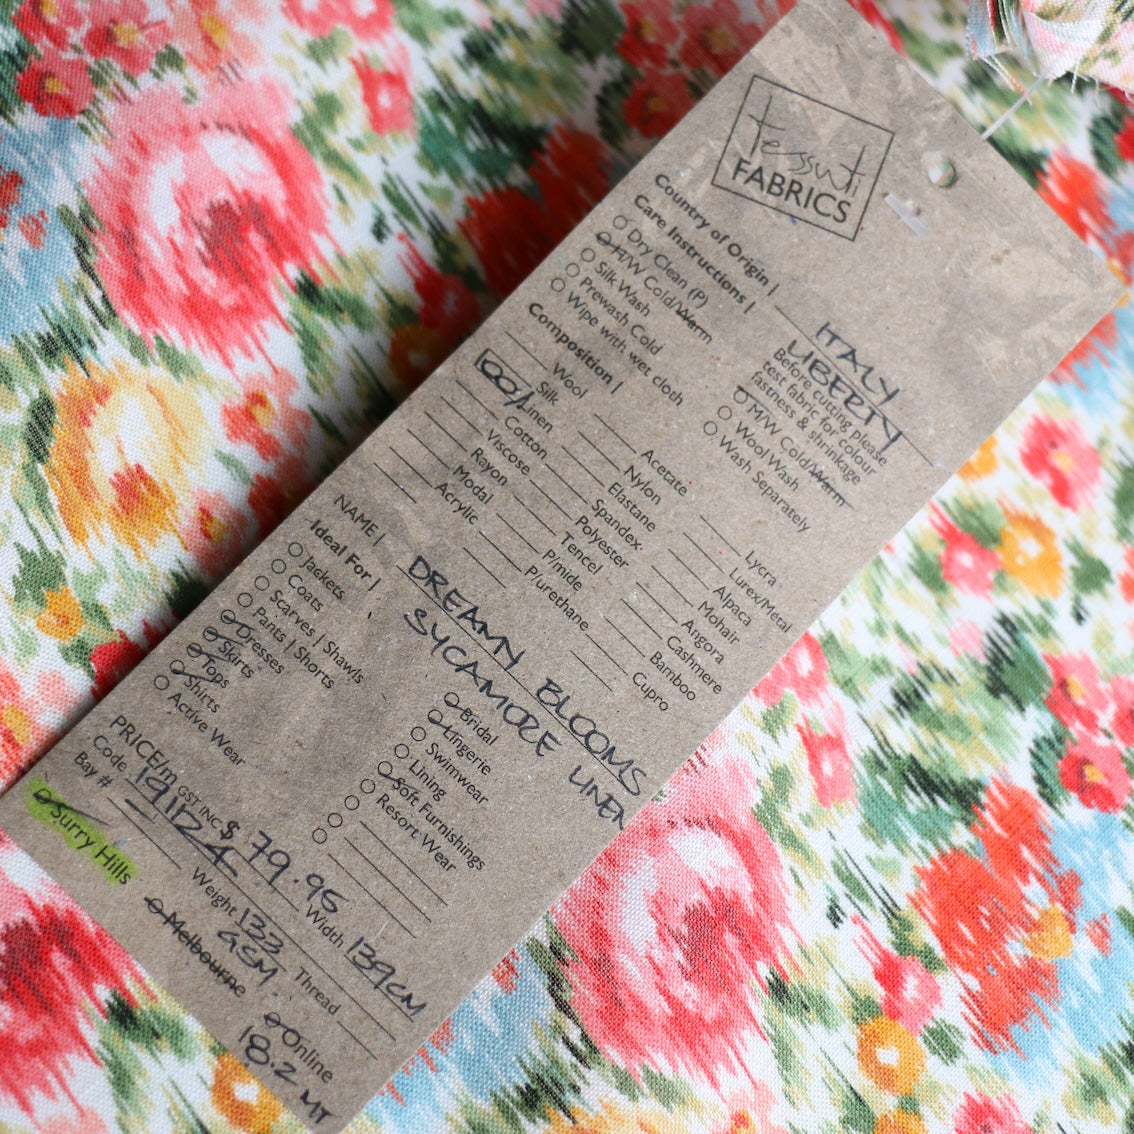 tessuti
FABRICS
Country of Origin | ITALY
LIBERTY
Care Instructions |
Dry Clean (P)
H/W Cold/Warm
Silk Wash
Prewash Cold
Wipe with wet cloth
Before cutting please
test fabric for colour
fastness & shrinkage
M/W Cold/Warm
Wool Wash
Wash Separately
Composition |
Wool
Silk
100% Linen
Cotton
Viscose
Rayon
Modal
Acrylic
Acetate
Nylon
Elastane
Spandex
Polyester
Tencel
P/mide
P/urethane
Lycra
Lurex/Metal
Alpaca
Mohair
Angora
Cashmere
Bamboo
Cupro
NAME | DREAMY BLOOMS
SYCAMORE LINEN
Ideal For |
Jackets
Coats
Scarves | Shawls
Pants | Shorts
Dresses
Skirts
Tops
Shirts
Active Wear
Bridal
Lingerie
Swimwear
Lining
Soft Furnishings
Resort Wear
PRICE/m GST INC $ 79.95 Width 139CM
Code 19112 Weight 133 GSM Thread
Bay #
Surry Hills
Melbourne
Online
18.2 MT